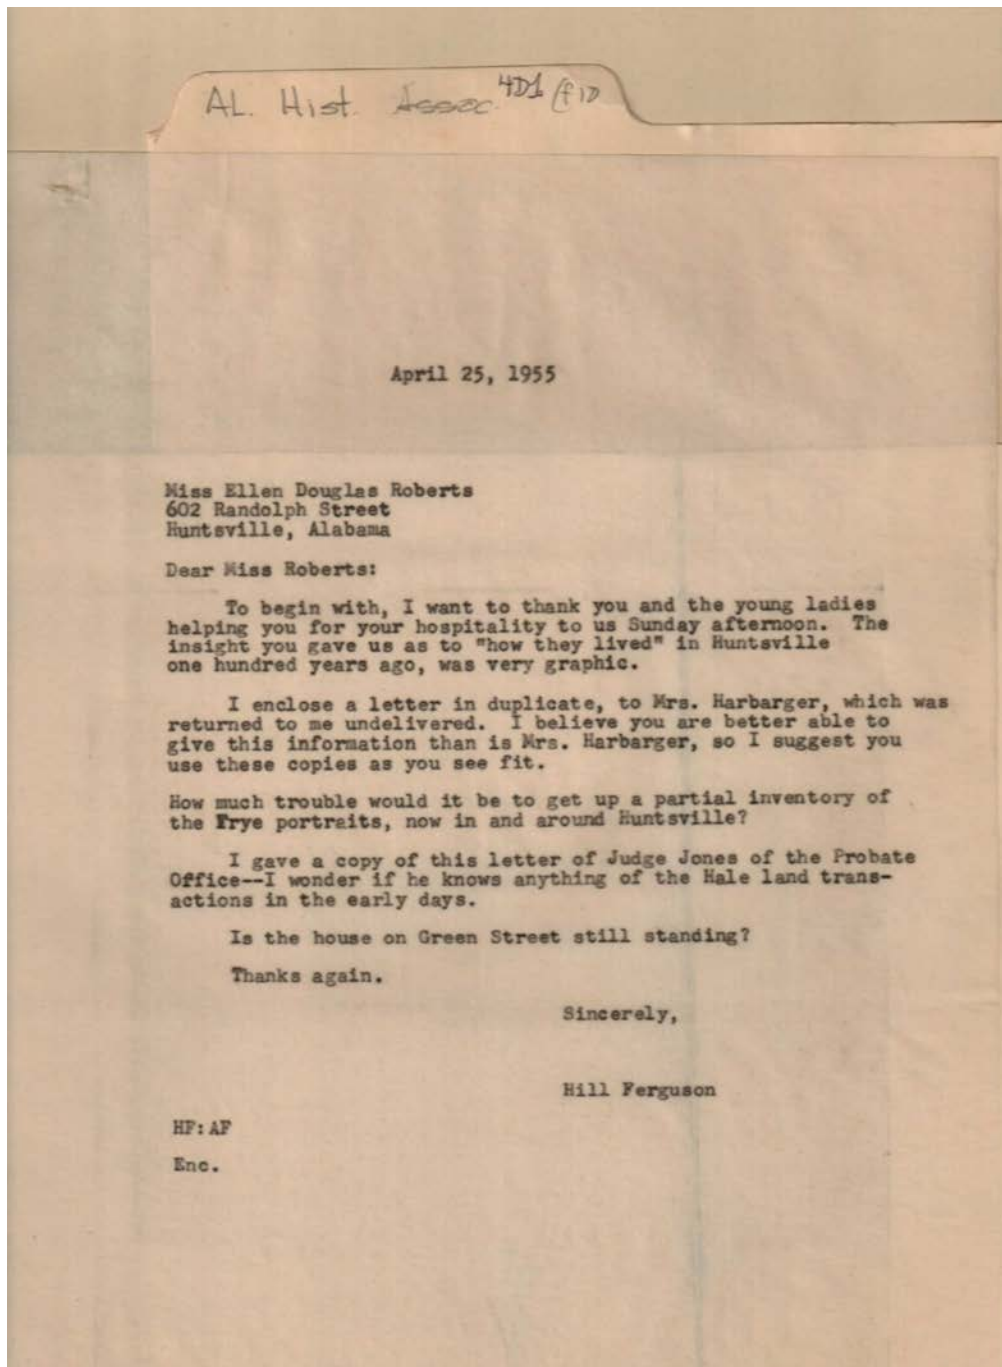 AL. Hist. Assoc. 4D1
April 25, 1955
Miss Ellen Douglas Roberts
602 Randolph Street
Huntsville, Alabama
Dear Miss Roberts:
To begin with, I want to thank you and the young ladies
helping you for your hospitality to us Sunday afternoon. The
insight you gave us as to "how they lived" in Huntsville
one hundred years ago, was very graphic.
I enclose a letter in duplicate, to Mrs. Harbarger, which was
returned to me undelivered. I believe you are better able to
give this information than is Mrs. Harbarger, so I suggest you
use these copies as you see fit.
How much trouble would it be to get up a partial inventory of
the Frye portraits, now in and around Huntsville?
I gave a copy of this letter of Judge Jones of the Probate
Office--I wonder if he knows anything of the Hale land trans-
actions in the early days.
Is the house on Green Street still standing?
Thanks again.
Sincerely,
Hill Ferguson
HF:AF
Enc.